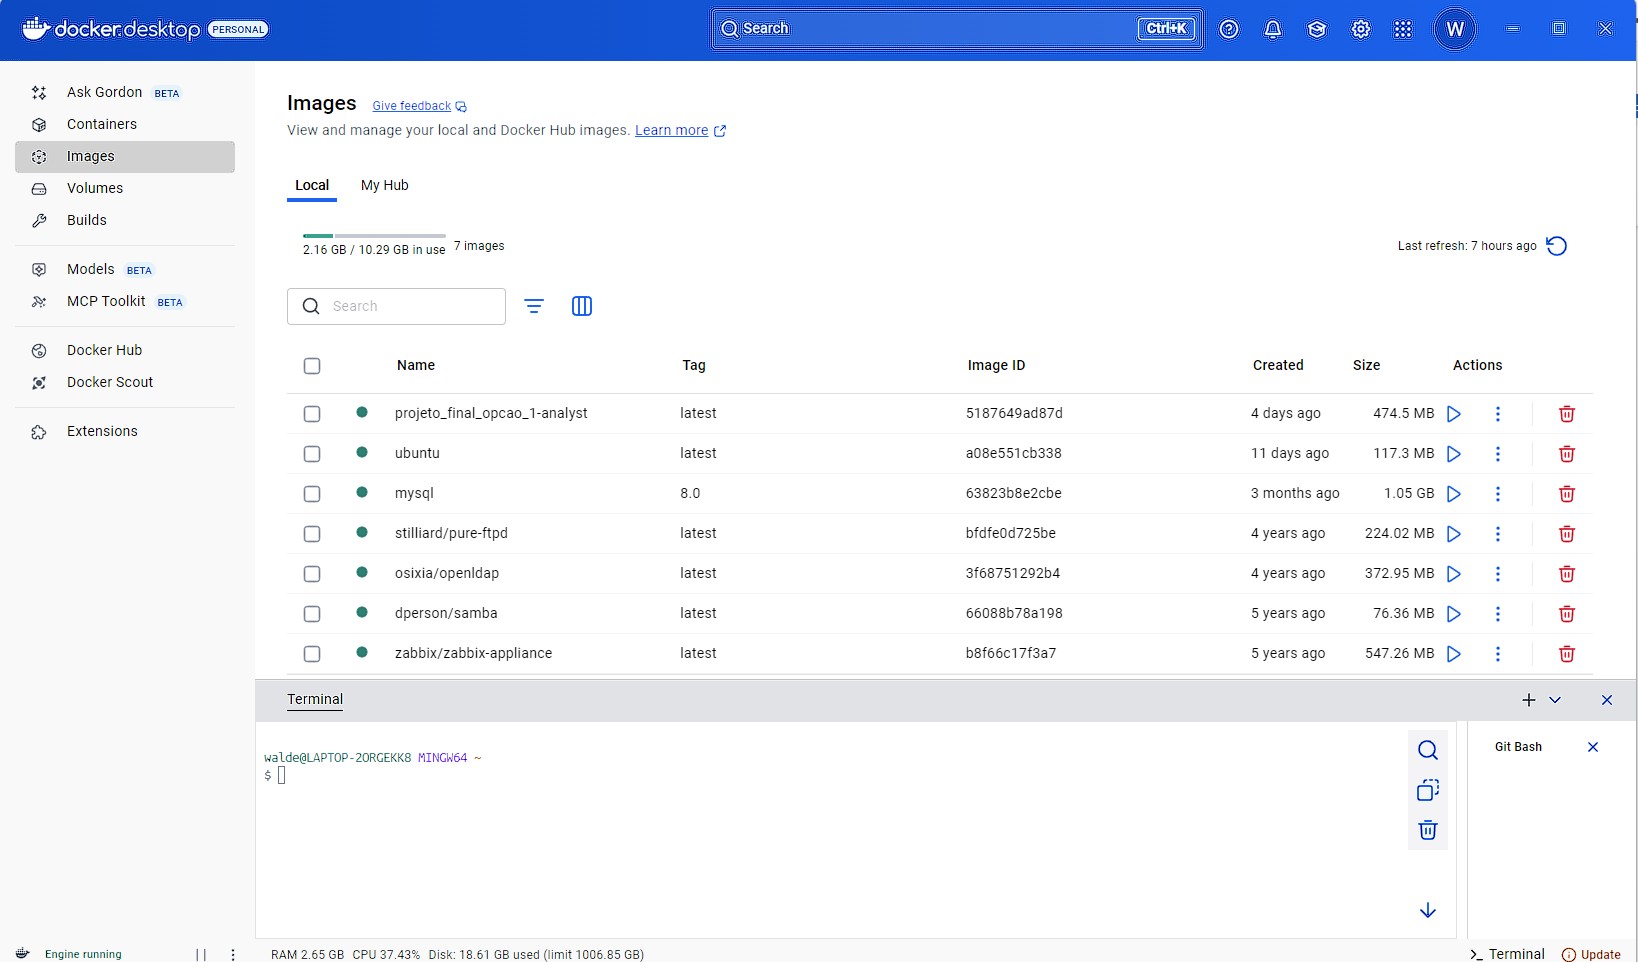 docker.desktop PERSONAL Search Ctrl+K W
Ask Gordon BETA
Containers
Images
Volumes
Builds
Models BETA
MCP Toolkit BETA
Docker Hub
Docker Scout
Extensions
Images Give feedback
View and manage your local and Docker Hub images. Learn more
Local My Hub
2.16 GB / 10.29 GB in use 7 images Last refresh: 7 hours ago
Search
Name Tag Image ID Created Size Actions
projeto_final_opcao_1-analyst latest 5187649ad87d 4 days ago 474.5 MB
ubuntu latest a08e551cb338 11 days ago 117.3 MB
mysql 8.0 63823b8e2cbe 3 months ago 1.05 GB
stilliard/pure-ftpd latest bfdfe0d725be 4 years ago 224.02 MB
osixia/openldap latest 3f68751292b4 4 years ago 372.95 MB
dperson/samba latest 66088b78a198 5 years ago 76.36 MB
zabbix/zabbix-appliance latest b8f66c17f3a7 5 years ago 547.26 MB
Terminal
walde@LAPTOP-2ORGEKK8 MINGW64 ~
$
Git Bash
Engine running RAM 2.65 GB CPU 37.43% Disk: 18.61 GB used (limit 1006.85 GB) Terminal Update